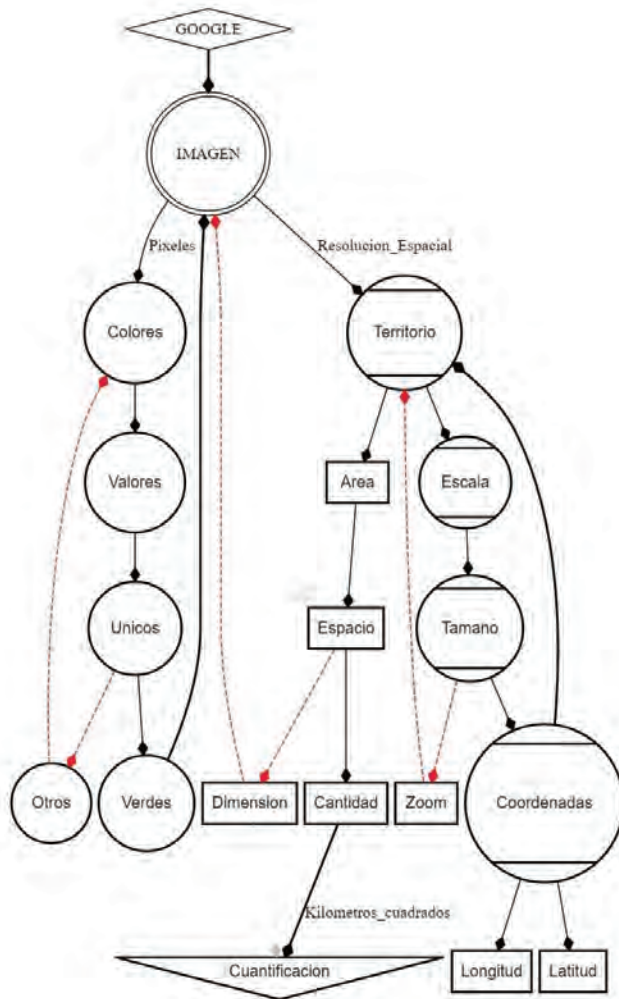 GOOGLE
IMAGEN
Pixeles
Resolucion_Espacial
Colores
Territorio
Valores
Area
Escala
Unicos
Espacio
Tamano
Otros
Verdes
Dimension
Cantidad
Zoom
Coordenadas
Kilometros_cuadrados
Cuantificacion
Longitud
Latitud